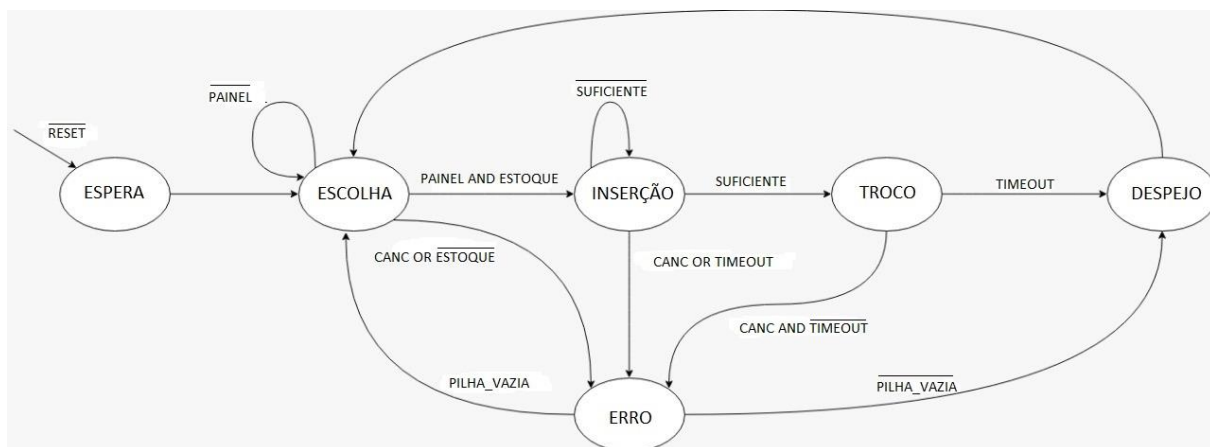 PAINEL
SUFICIENTE
RESET
ESPERA
ESCOLHA
PAINEL AND ESTOQUE
INSERÇÃO
SUFICIENTE
TROCO
TIMEOUT
DESPEJO
CANC OR ESTOQUE
CANC OR TIMEOUT
CANC AND TIMEOUT
PILHA_VAZIA
PILHA_VAZIA
ERRO